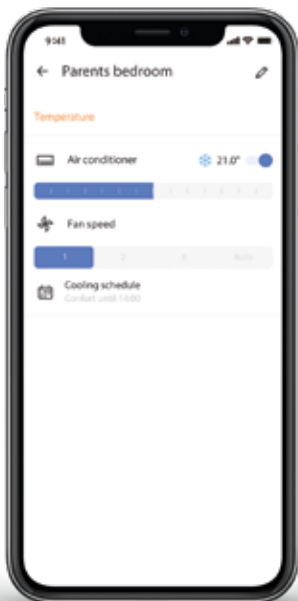 9:41
Parents bedroom
Temperature
Air conditioner 21.0°
Fan speed
1 2 3 Auto
Cooling schedule
Comfort until 14:00